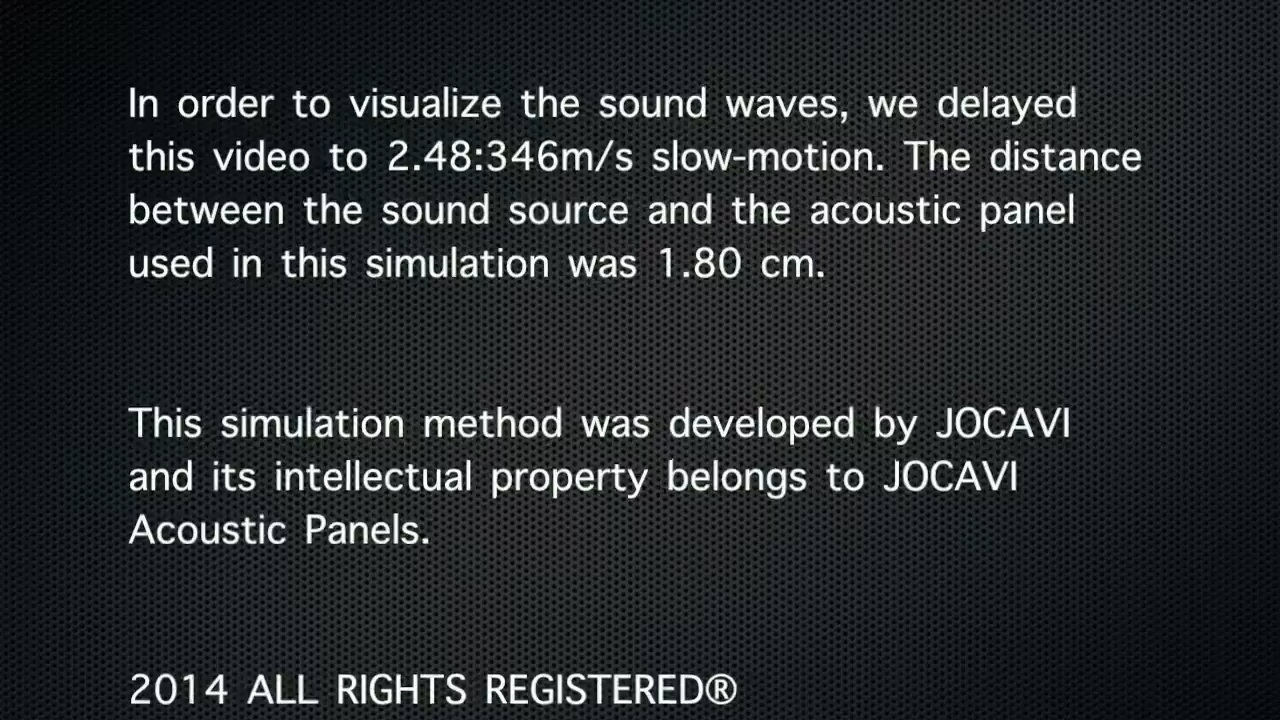 In order to visualize the sound waves, we delayed
this video to 2.48:346m/s slow-motion. The distance
between the sound source and the acoustic panel
used in this simulation was 1.80 cm.
This simulation method was developed by JOCAVI
and its intellectual property belongs to JOCAVI
Acoustic Panels.
2014 ALL RIGHTS REGISTERED®